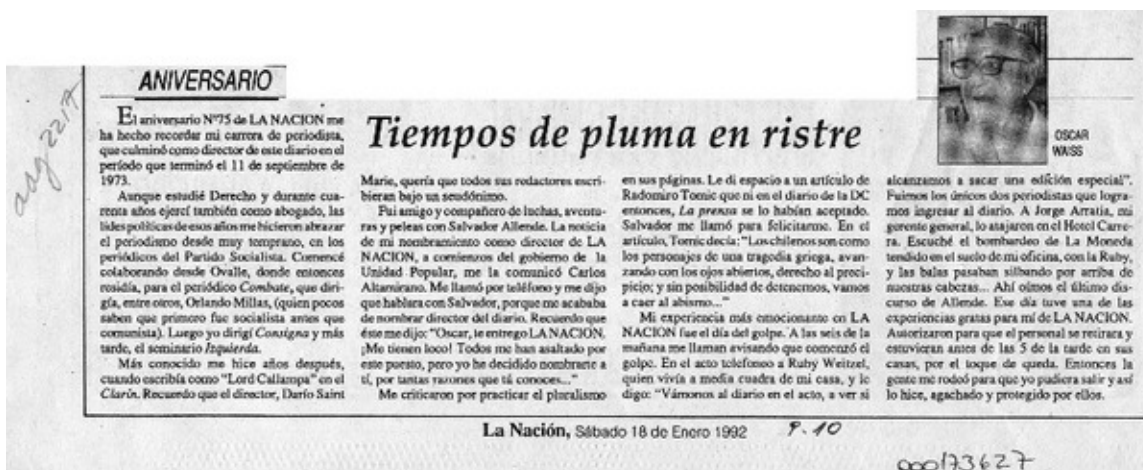 asg 2217
ANIVERSARIO
El aniversario Nº75 de LA NACION me
ha hecho recordar mi carrera de periodista,
que culminó como director de este diario en el
período que terminó el 11 de septiembre de
1973.
Aunque estudié Derecho y durante cua-
renta años ejercí también como abogado, las
lides políticas de esos años me hicieron abrazar
el periodismo desde muy temprano, en los
periódicos del Partido Socialista. Comencé
colaborando desde Ovalle, donde entonces
residía, para el periódico Combate, que diri-
gía, entre otros, Orlando Millas, (quien pocos
saben que primero fue socialista antes que
comunista). Luego yo dirigí Consigna y más
tarde, el seminario Izquierda.
Más conocido me hice años después,
cuando escribía como "Lord Callampa" en el
Clarín. Recuerdo que el director, Darío Saint
Tiempos de pluma en ristre
Marie, quería que todos sus redactores escri-
bieran bajo un seudónimo.
Fui amigo y compañero de luchas, aventu-
ras y peleas con Salvador Allende. La noticia
de mi nombramiento como director de LA
NACION, a comienzos del gobierno de la
Unidad Popular, me la comunicó Carlos
Altamirano. Me llamó por teléfono y me dijo
que hablara con Salvador, porque me acababa
de nombrar director del diario. Recuerdo que
éste me dijo: "Oscar, te entrego LA NACION.
¡Me tienen loco! Todos me han asaltado por
este puesto, pero yo he decidido nombrarte a
tí, por tantas razones que tú conoces..."
Me criticaron por practicar el pluralismo
en sus páginas. Le di espacio a un artículo de
Radomiro Tomic que ni en el diario de la DC
entonces, La prensa se lo habían aceptado.
Salvador me llamó para felicitarme. En el
artículo, Tomic decía: "Los chilenos son como
los personajes de una tragedia griega, avan-
zando con los ojos abiertos, derecho al preci-
picio; y sin posibilidad de detenernos, vamos
a caer al abismo..."
Mi experiencia más emocionante en LA
NACION fue el día del golpe. A las seis de la
mañana me llaman avisando que comenzó el
golpe. En el acto telefoneo a Ruby Weitzel,
quien vivía a media cuadra de mi casa, y le
digo: "Vámonos al diario en el acto, a ver si
OSCAR
WAISS
alcanzamos a sacar una edición especial".
Fuimos los únicos dos periodistas que logra-
mos ingresar al diario. A Jorge Arratia, mi
gerente general, lo atajaron en el Hotel Carre-
ra. Escuché el bombardeo de La Moneda
tendido en el suelo de mi oficina, con la Ruby,
y las balas pasaban silbando por arriba de
nuestras cabezas... Ahí oímos el último dis-
curso de Allende. Ese día tuve una de las
experiencias gratas para mí de LA NACION.
Autorizaron para que el personal se retirara y
estuvieran antes de las 5 de la tarde en sus
casas, por el toque de queda. Entonces la
gente me rodeó para que yo pudiera salir y así
lo hice, agachado y protegido por ellos.
La Nación, Sábado 18 de Enero 1992 P. 10
000173627